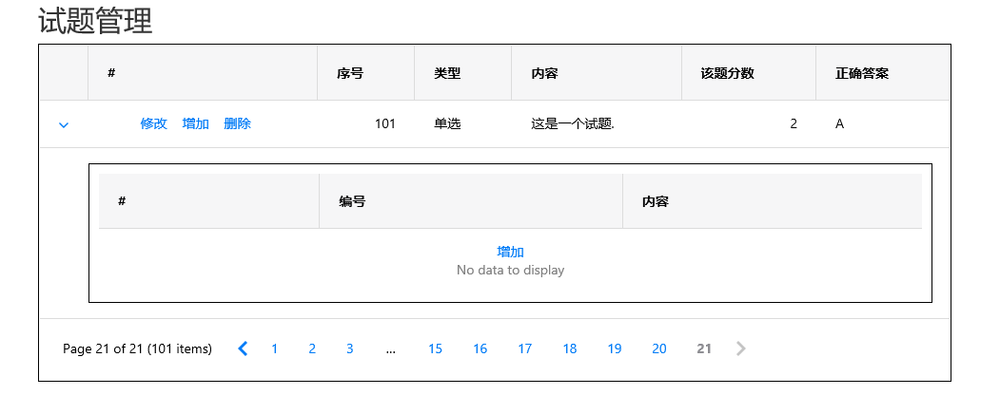 试题管理
# 序号 类型 内容 该题分数 正确答案
修改 增加 删除 101 单选 这是一个试题. 2 A
# 编号 内容
增加
No data to display
Page 21 of 21 (101 items) 1 2 3 ... 15 16 17 18 19 20 21